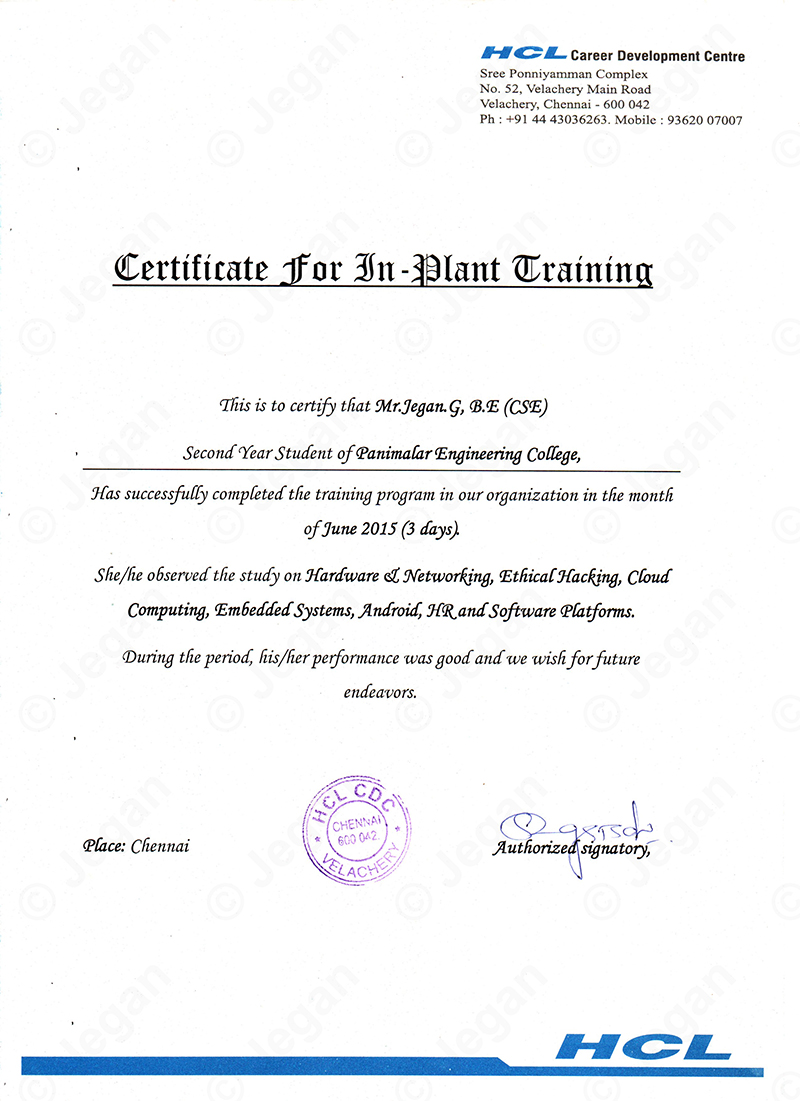 HCL Career Development Centre
Sree Ponniyamman Complex
No. 52, Velachery Main Road
Velachery, Chennai - 600 042
Ph : +91 44 43036263. Mobile : 93620 07007
Certificate For In-Plant Training
This is to certify that Mr.Jegan.G, B.E (CSE)
Second Year Student of Panimalar Engineering College,
Has successfully completed the training program in our organization in the month
of June 2015 (3 days).
She/he observed the study on Hardware & Networking, Ethical Hacking, Cloud
Computing, Embedded Systems, Android, HR and Software Platforms.
During the period, his/her performance was good and we wish for future
endeavors.
HCL CDC
CHENNAI
600 042
VELACHERY
Place: Chennai
Authorized signatory,
HCL
© Jegan